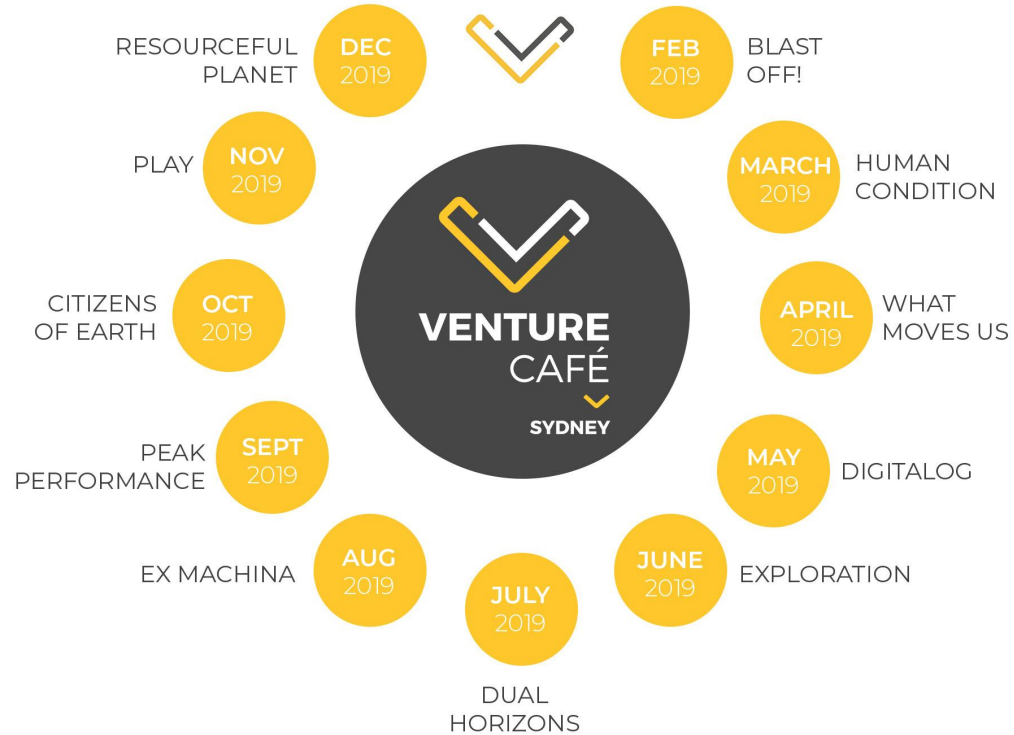 FEB
2019
BLAST
OFF!
MARCH
2019
HUMAN
CONDITION
APRIL
2019
WHAT
MOVES US
MAY
2019
DIGITALOG
JUNE
2019
EXPLORATION
JULY
2019
DUAL
HORIZONS
AUG
2019
EX MACHINA
SEPT
2019
PEAK
PERFORMANCE
OCT
2019
CITIZENS
OF EARTH
NOV
2019
PLAY
DEC
2019
RESOURCEFUL
PLANET
VENTURE
CAFÉ
SYDNEY